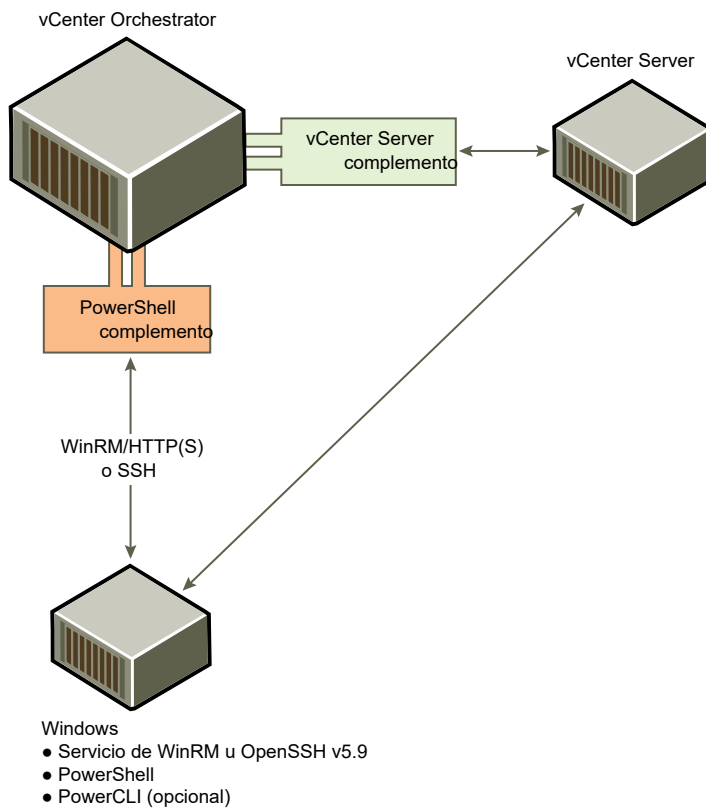 vCenter Orchestrator
vCenter Server
vCenter Server
complemento
PowerShell
complemento
WinRM/HTTP(S)
o SSH
Windows
● Servicio de WinRM u OpenSSH v5.9
● PowerShell
● PowerCLI (opcional)